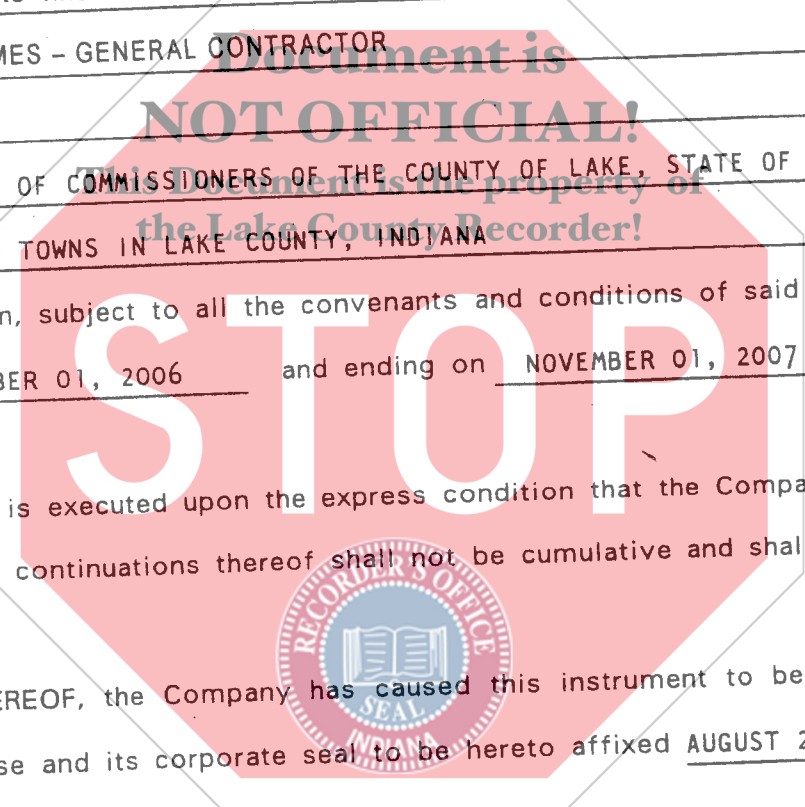 MES – GENERAL CONTRACTOR
Document is
NOT OFFICIAL!
OF COMMISSIONERS OF THE COUNTY OF LAKE, STATE OF
This Document is the property of
the Lake County Recorder!
TOWNS IN LAKE COUNTY, INDIANA
n, subject to all the convenants and conditions of said
BER 01, 2006 and ending on NOVEMBER 01, 2007
STOP
is executed upon the express condition that the Compa
continuations thereof shall not be cumulative and shal
RECORDER'S OFFICE
EREOF, the Company has caused this instrument to be
SEAL
INDIANA
se and its corporate seal to be hereto affixed AUGUST 2